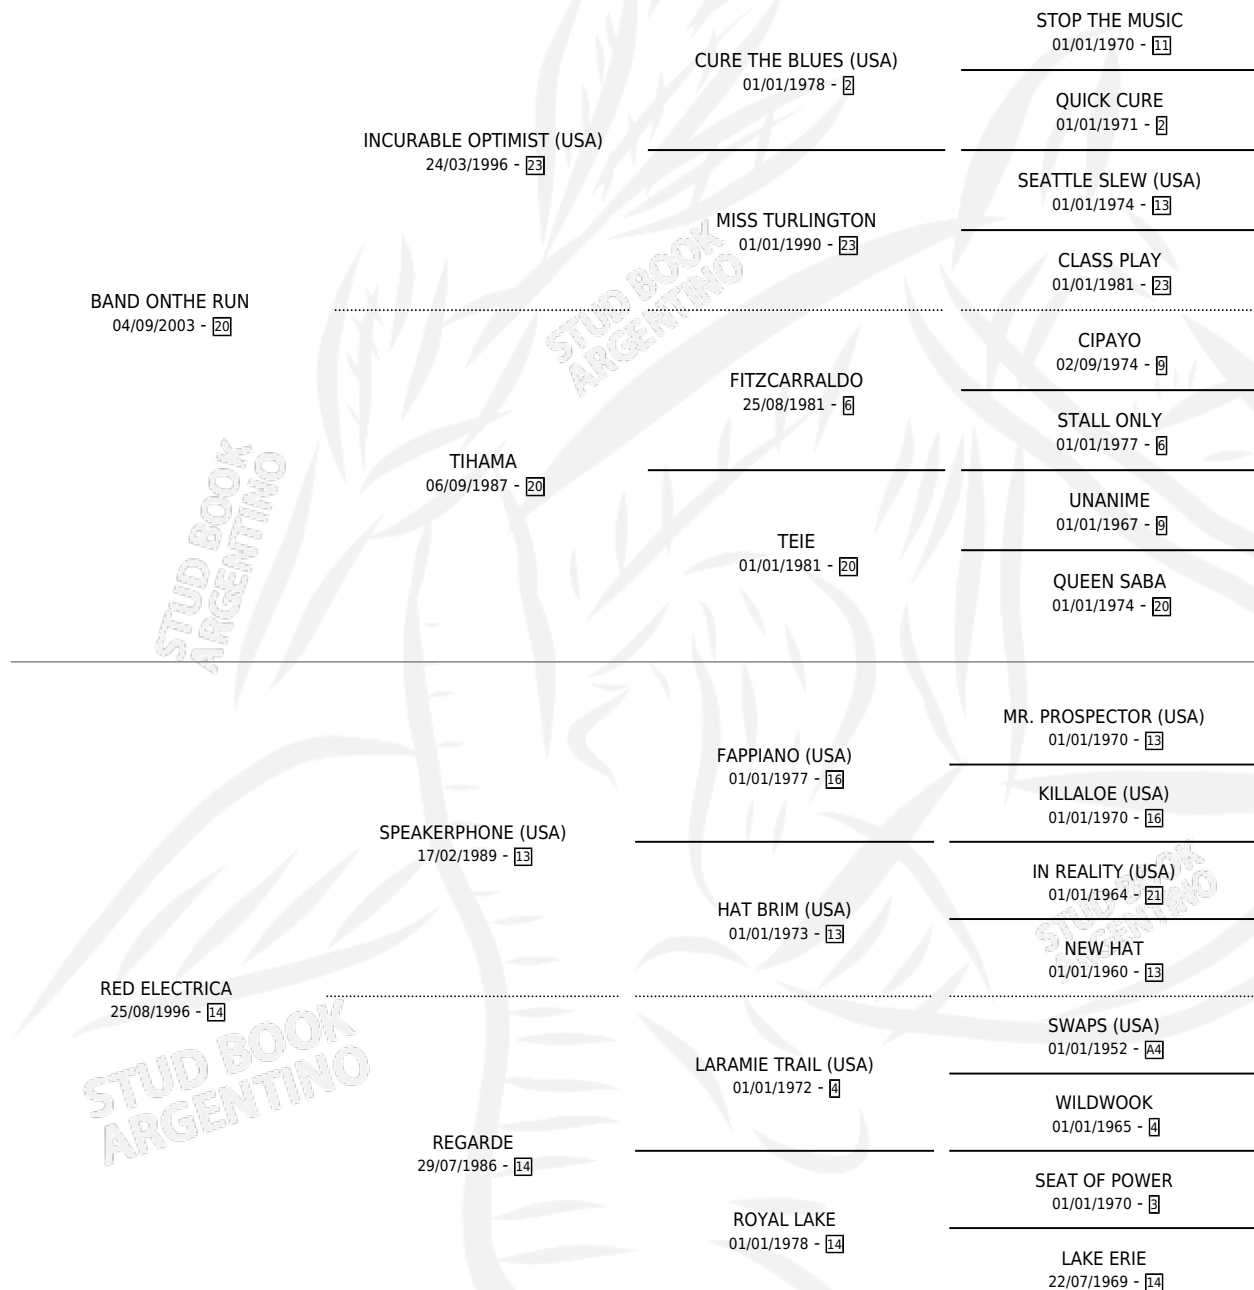 STOP THE MUSIC
01/01/1970 - 11
CURE THE BLUES (USA)
01/01/1978 - 2
QUICK CURE
01/01/1971 - 2
INCURABLE OPTIMIST (USA)
24/03/1996 - 23
SEATTLE SLEW (USA)
01/01/1974 - 13
MISS TURLINGTON
01/01/1990 - 23
CLASS PLAY
01/01/1981 - 23
BAND ONTHE RUN
04/09/2003 - 20
CIPAYO
02/09/1974 - 9
FITZCARRALDO
25/08/1981 - 6
STALL ONLY
01/01/1977 - 6
TIHAMA
06/09/1987 - 20
UNANIME
01/01/1967 - 9
TEIE
01/01/1981 - 20
QUEEN SABA
01/01/1974 - 20
STUD BOOK
ARGENTINO
STUD BOOK
ARGENTINO
MR. PROSPECTOR (USA)
01/01/1970 - 13
FAPPIANO (USA)
01/01/1977 - 16
KILLALOE (USA)
01/01/1970 - 16
SPEAKERPHONE (USA)
17/02/1989 - 13
IN REALITY (USA)
01/01/1964 - 21
HAT BRIM (USA)
01/01/1973 - 13
NEW HAT
01/01/1960 - 13
RED ELECTRICA
25/08/1996 - 14
SWAPS (USA)
01/01/1952 - A4
LARAMIE TRAIL (USA)
01/01/1972 - 4
WILDWOOK
01/01/1965 - 4
REGARDE
29/07/1986 - 14
SEAT OF POWER
01/01/1970 - 3
ROYAL LAKE
01/01/1978 - 14
LAKE ERIE
22/07/1969 - 14
STUD BOOK
ARGENTINO
STUD BOOK
ARGENTINO